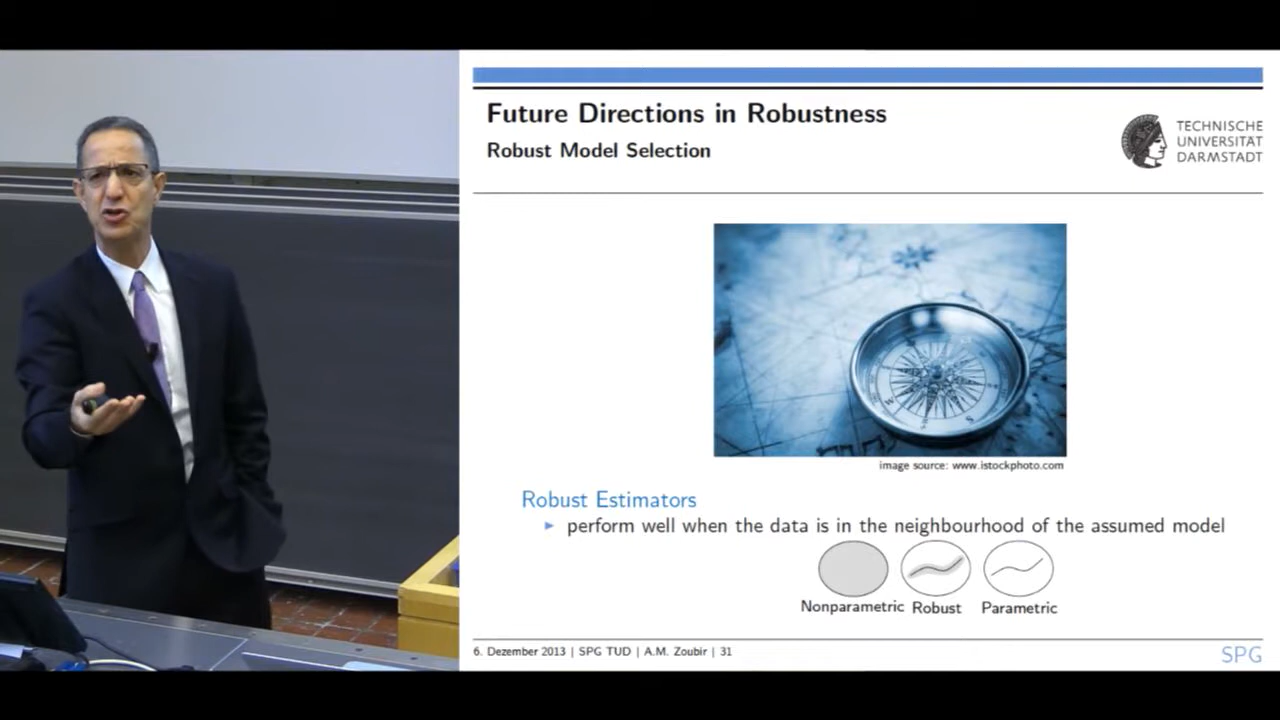 Future Directions in Robustness
Robust Model Selection
TECHNISCHE
UNIVERSITÄT
DARMSTADT
W
S
image source: www.istockphoto.com
Robust Estimators
perform well when the data is in the neighbourhood of the assumed model
Nonparametric Robust Parametric
6. Dezember 2013 | SPG TUD | A.M. Zoubir | 31
SPG